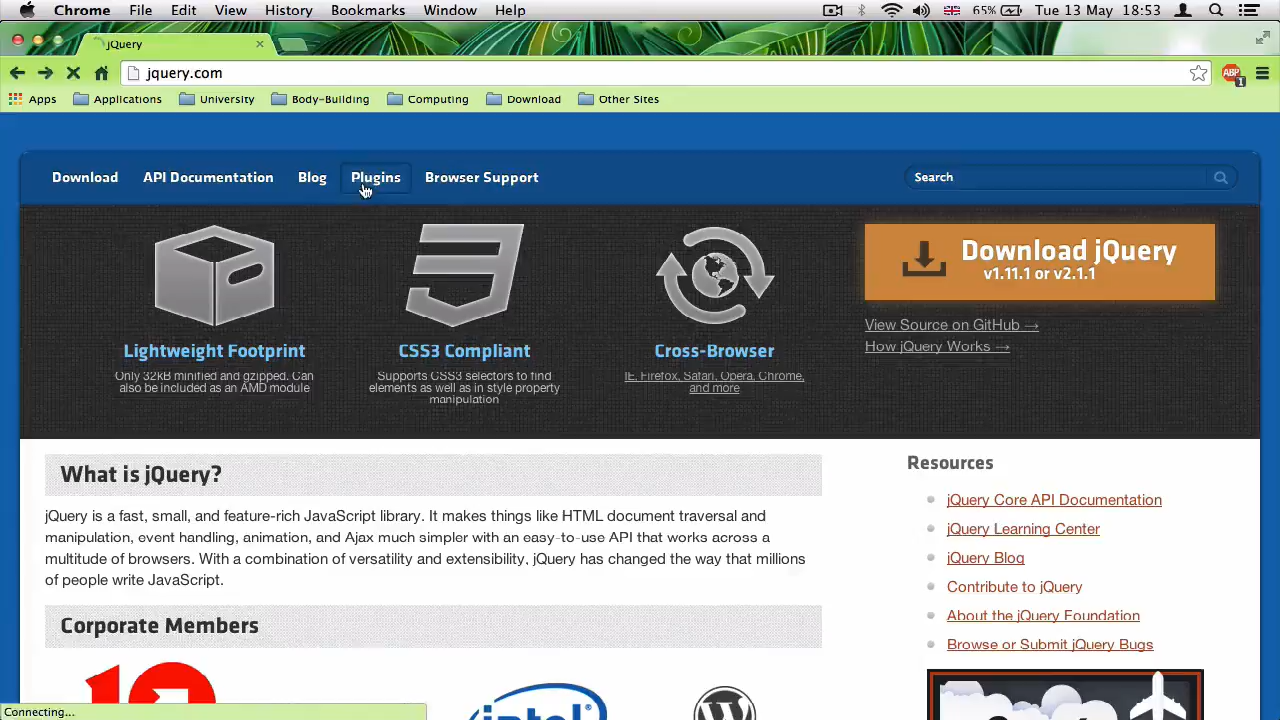 Chrome File Edit View History Bookmarks Window Help 65% Tue 13 May 18:53
jQuery
jquery.com
ABP 1
Apps Applications University Body-Building Computing Download Other Sites
Download API Documentation Blog Plugins Browser Support Search
Download jQuery
v1.11.1 or v2.1.1
View Source on GitHub →
How jQuery Works →
Lightweight Footprint
Only 32kB minified and gzipped. Can
also be included as an AMD module
CSS3 Compliant
Supports CSS3 selectors to find
elements as well as in style property
manipulation
Cross-Browser
IE, Firefox, Safari, Opera, Chrome,
and more
What is jQuery?
jQuery is a fast, small, and feature-rich JavaScript library. It makes things like HTML document traversal and
manipulation, event handling, animation, and Ajax much simpler with an easy-to-use API that works across a
multitude of browsers. With a combination of versatility and extensibility, jQuery has changed the way that millions
of people write JavaScript.
Corporate Members
intel
Resources
jQuery Core API Documentation
jQuery Learning Center
jQuery Blog
Contribute to jQuery
About the jQuery Foundation
Browse or Submit jQuery Bugs
Connecting...